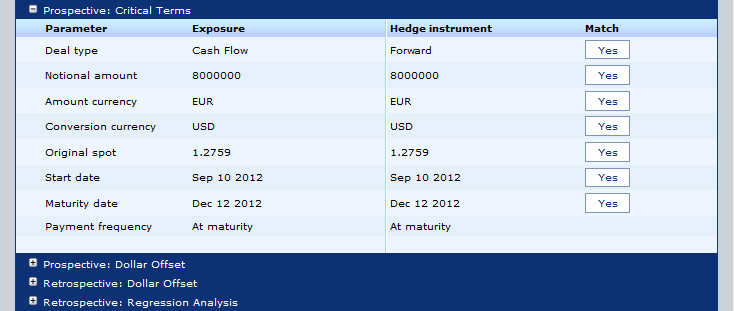 Prospective: Critical Terms
Parameter Exposure Hedge instrument Match
Deal type Cash Flow Forward Yes
Notional amount 8000000 8000000 Yes
Amount currency EUR EUR Yes
Conversion currency USD USD Yes
Original spot 1.2759 1.2759 Yes
Start date Sep 10 2012 Sep 10 2012 Yes
Maturity date Dec 12 2012 Dec 12 2012 Yes
Payment frequency At maturity At maturity
Prospective: Dollar Offset
Retrospective: Dollar Offset
Retrospective: Regression Analysis